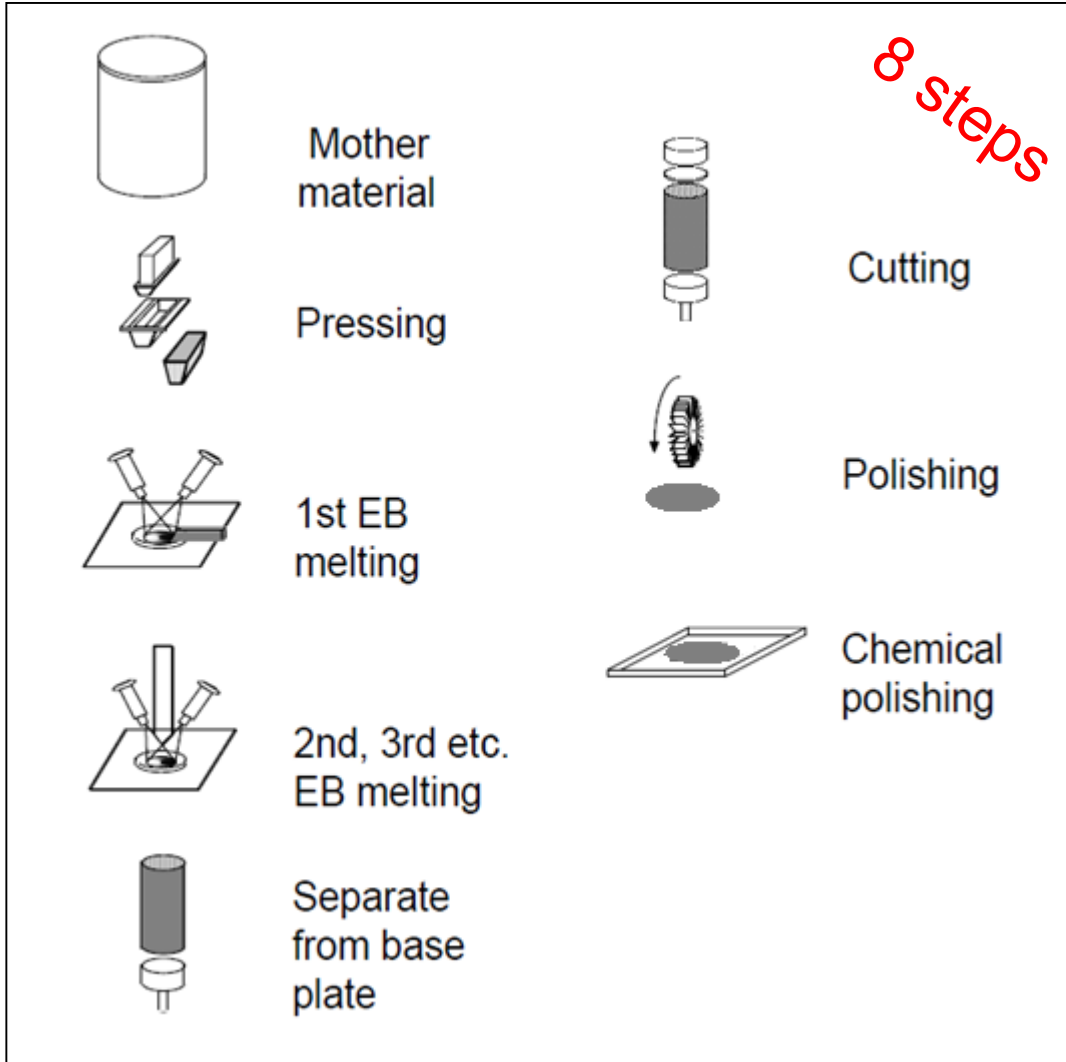 8 steps
Mother
material
Pressing
1st EB
melting
2nd, 3rd etc.
EB melting
Separate
from base
plate
Cutting
Polishing
Chemical
polishing